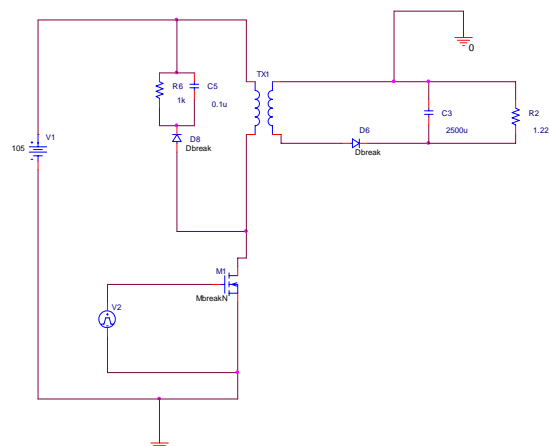 0
TX1
R6
C5
1k
0.1u
C3
2500u
R2
1.22
V1
105
D8
Dbreak
D6
Dbreak
M1
MbreakN
V2